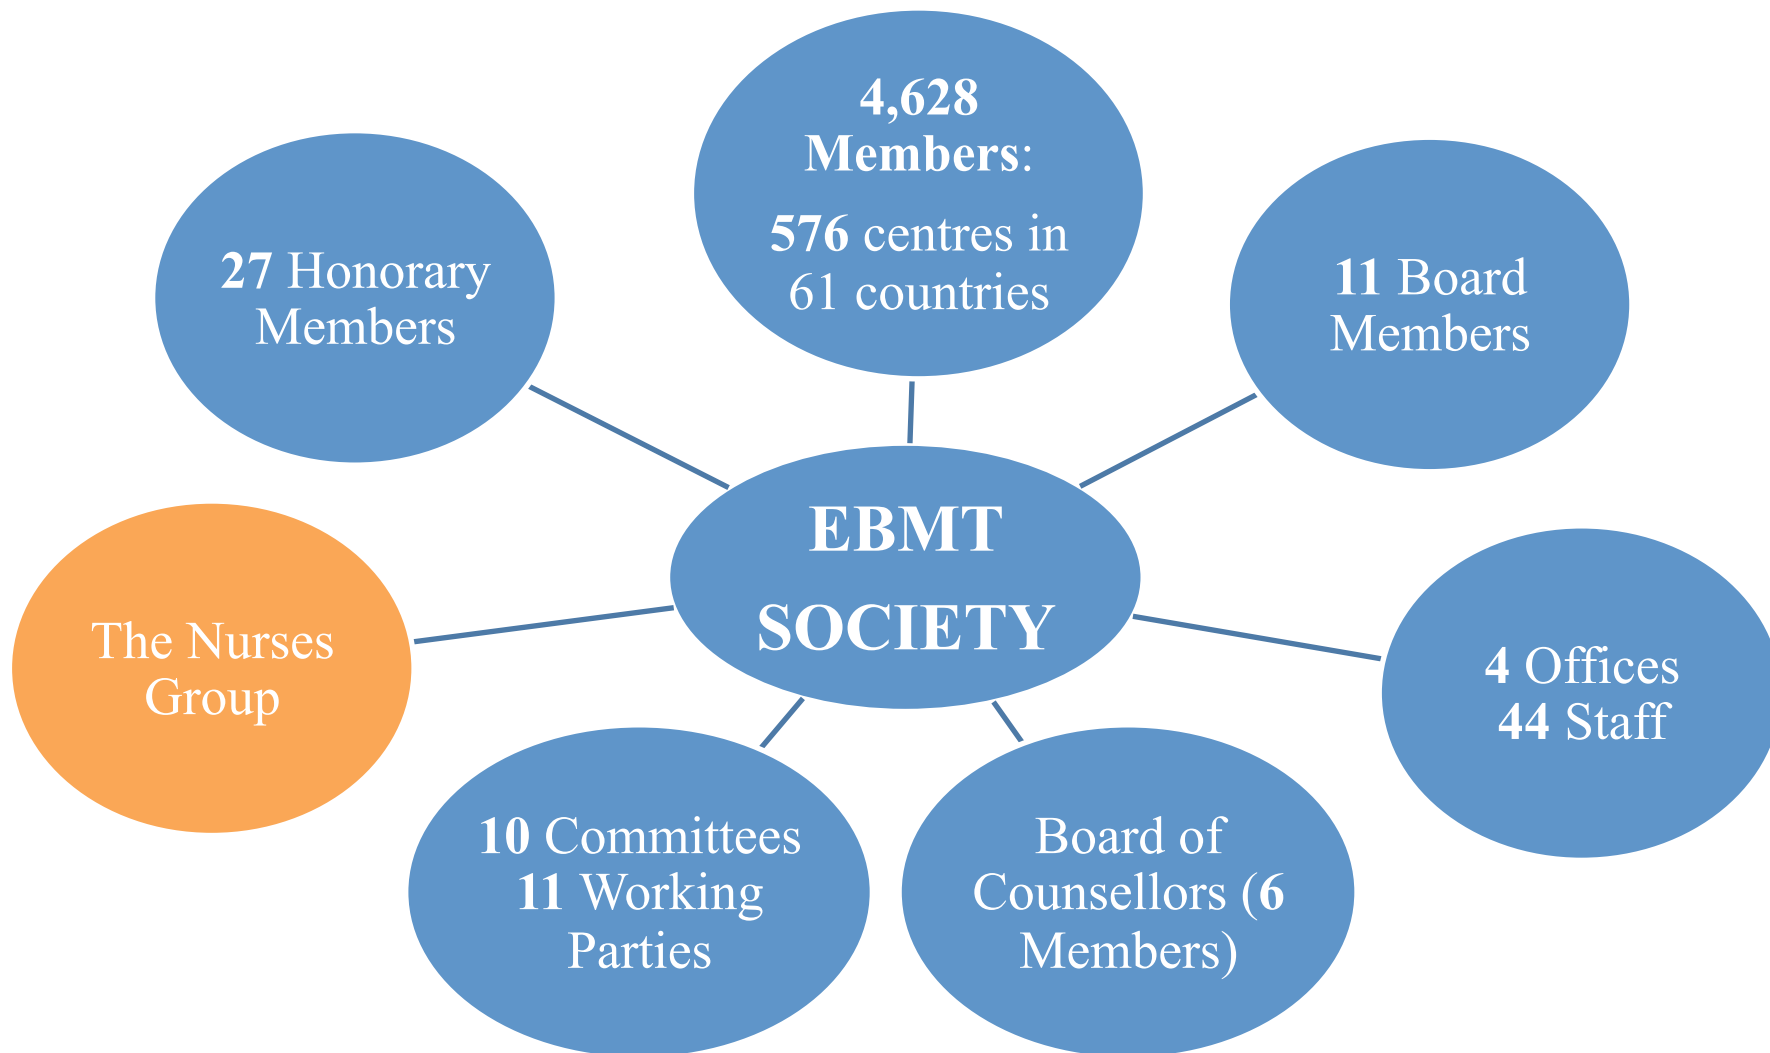 4,628
Members:
576 centres in
61 countries
27 Honorary
Members
11 Board
Members
EBMT
SOCIETY
The Nurses
Group
4 Offices
44 Staff
10 Committees
11 Working
Parties
Board of
Counsellors (6
Members)